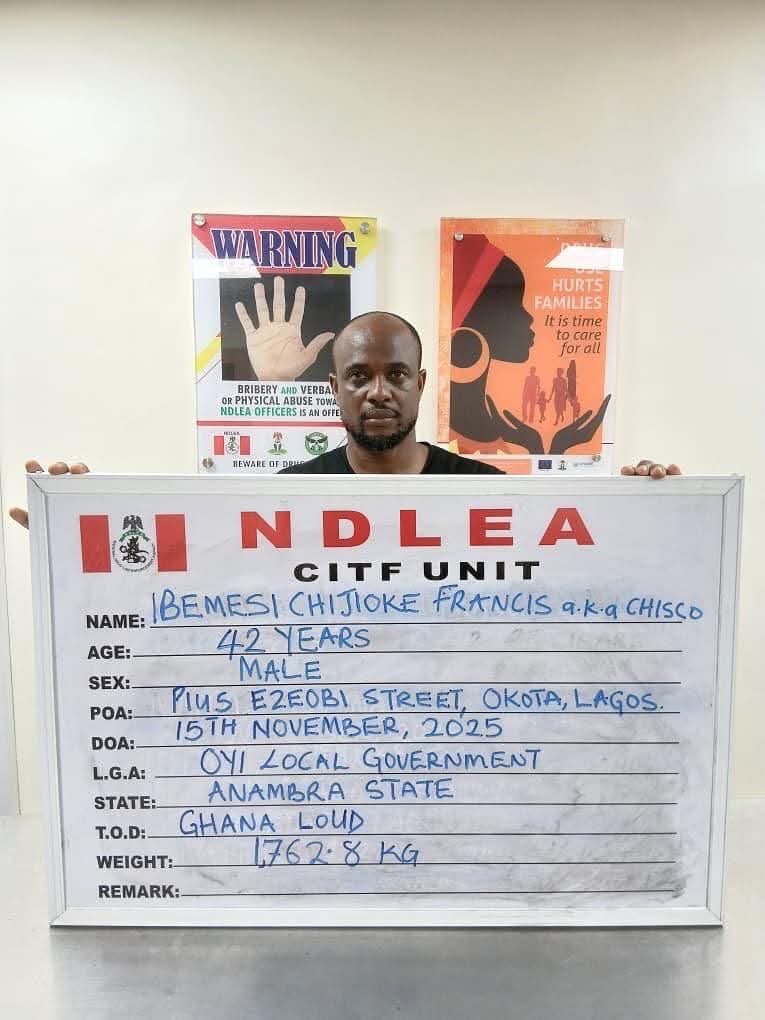 WARNING
BRIBERY AND VERBA
OR PHYSICAL ABUSE TOWA
NDLEA OFFICERS IS AN OFFE
NDLEA
BEWARE OF DRU
DRUG
USE
HURTS
FAMILIES
It is time
to care
for all
NDLEA
CITF UNIT
NAME: IBEMESI CHIJIOKE FRANCIS a.k.a CHISCO
AGE: 42 YEARS
SEX: MALE
POA: PIUS EZEOBI STREET, OKOTA, LAGOS.
DOA: 15TH NOVEMBER, 2025
L.G.A: OYI LOCAL GOVERNMENT
STATE: ANAMBRA STATE
T.O.D: GHANA LOUD
WEIGHT: 1,762.8 KG
REMARK: